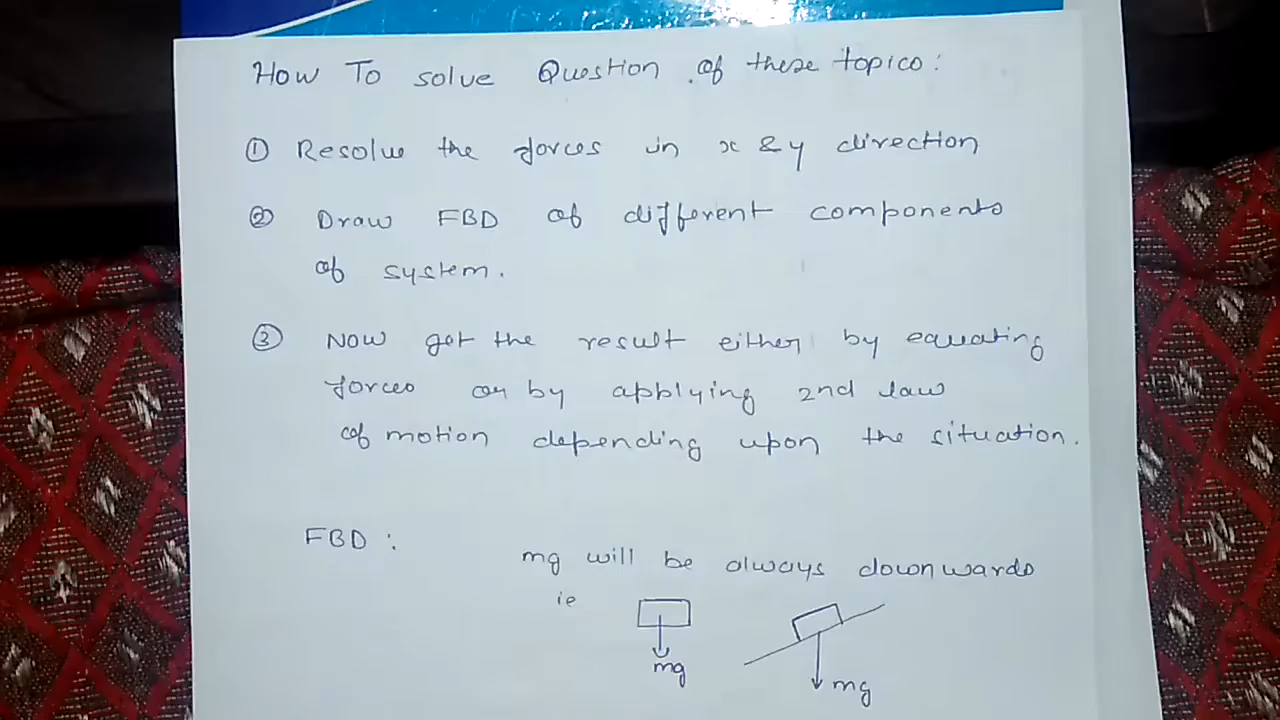 How To solve Question of these topics:
① Resolve the forces in x & y direction
② Draw FBD of different components
of system.
③ Now get the result either by equating
forces or by applying 2nd law
of motion depending upon the situation.
FBD :
mg will be always downwards
ie
mg
mg